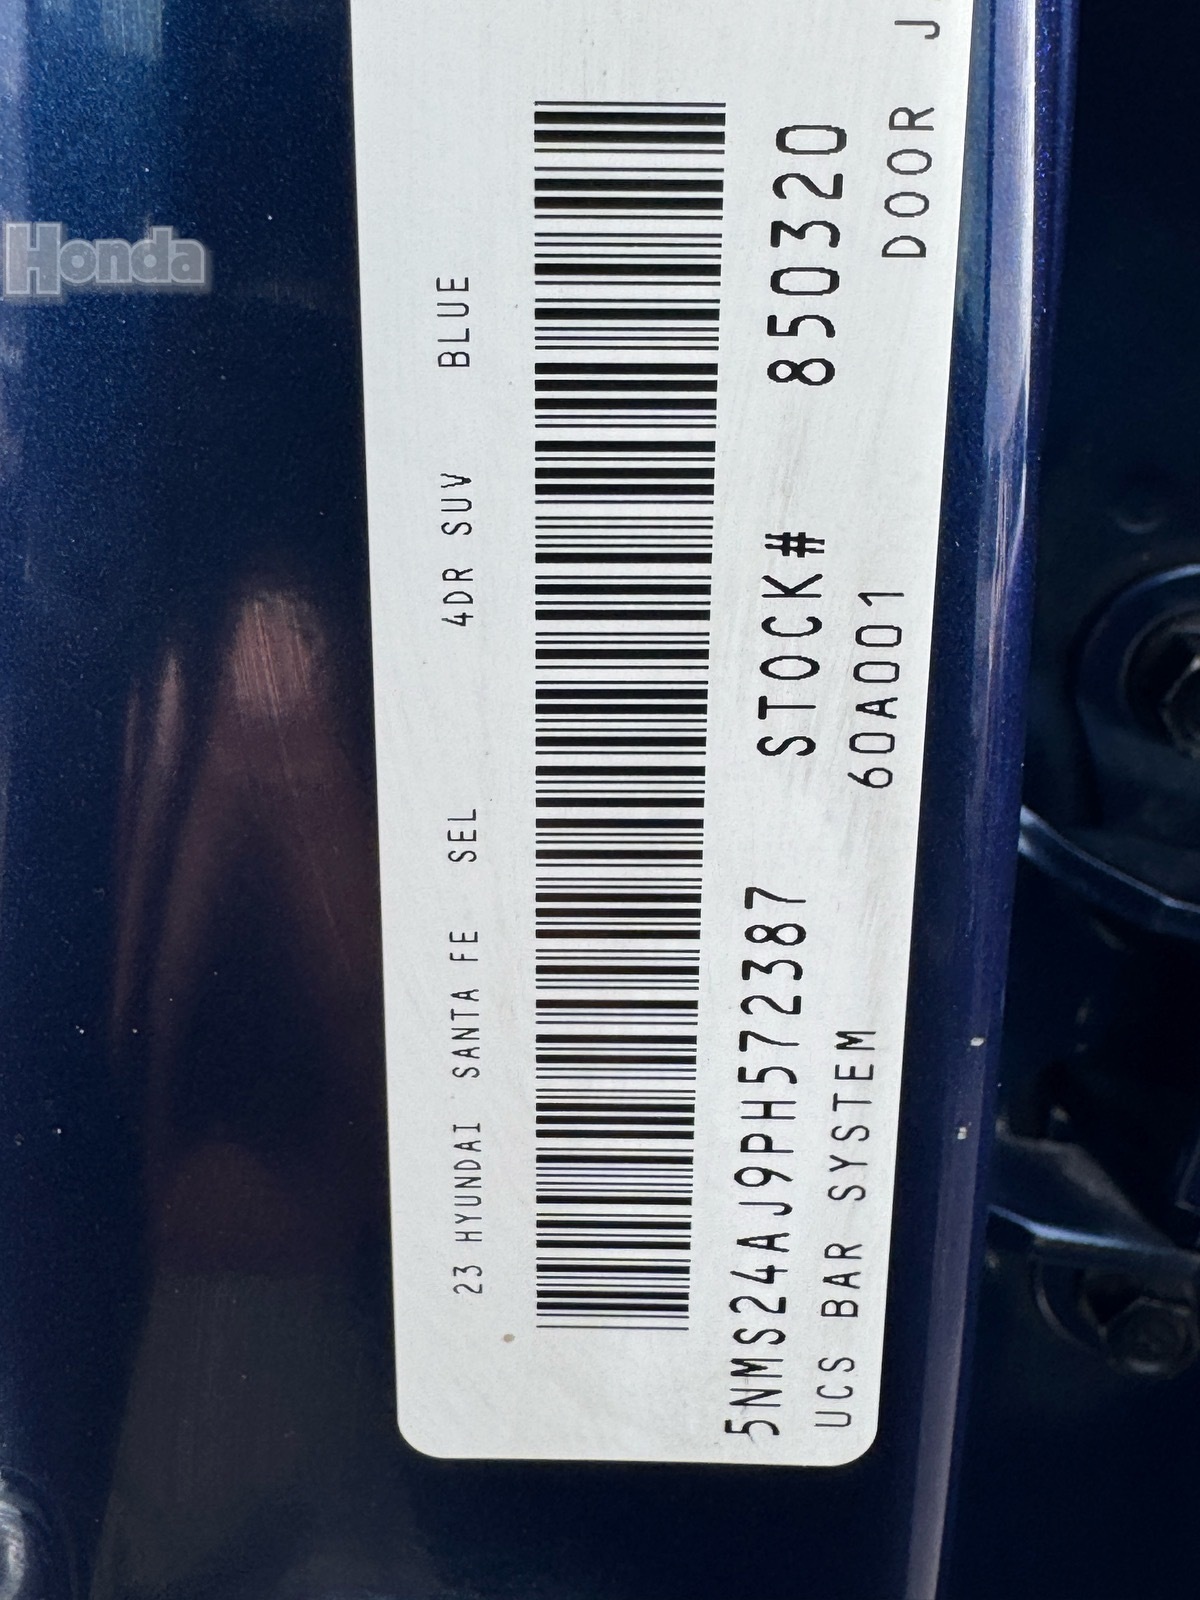 23 HYUNDAI SANTA FE SEL 4DR SUV BLUE
5NMS24AJ9PH572387 STOCK# 850320
UCS BAR SYSTEM 60A001 DOOR J
Honda